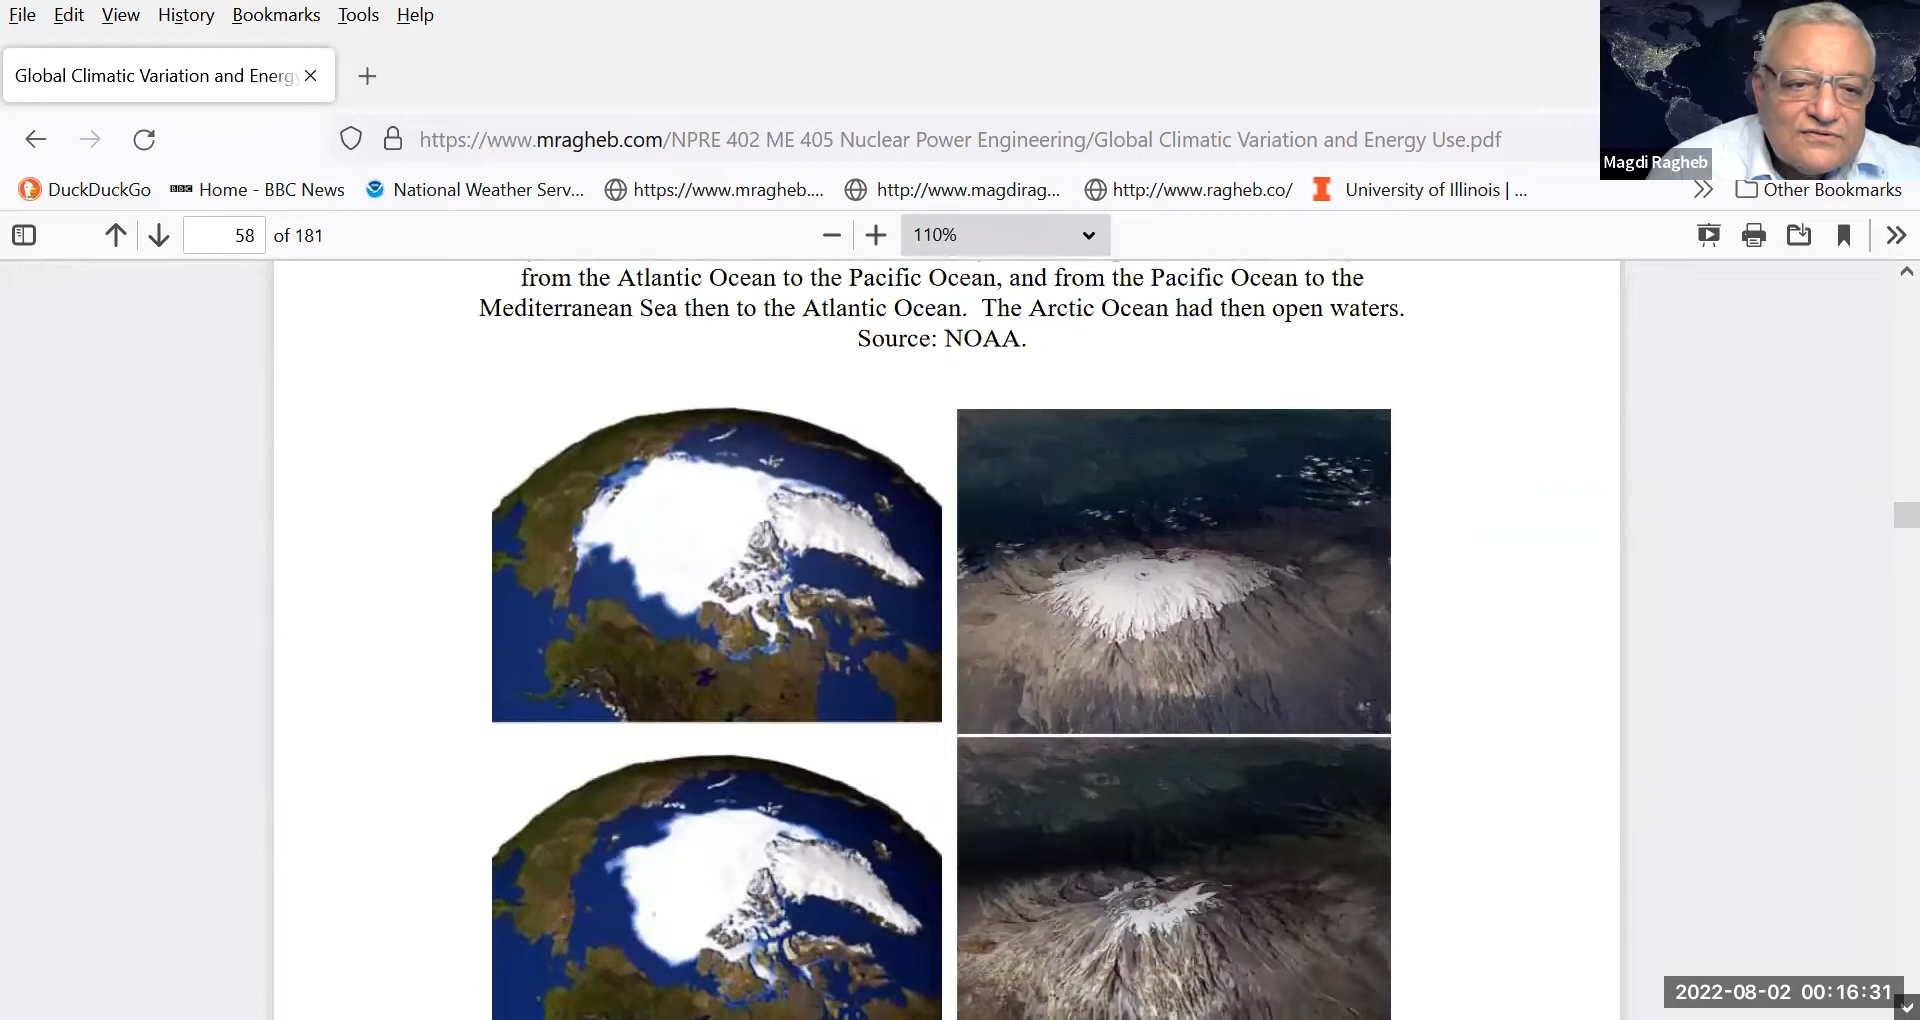 File Edit View History Bookmarks Tools Help
Global Climatic Variation and Energy
https://www.mragheb.com/NPRE 402 ME 405 Nuclear Power Engineering/Global Climatic Variation and Energy Use.pdf
Magdi Ragheb
DuckDuckGo BBC Home - BBC News National Weather Serv... https://www.mragheb.... http://www.magdirag... http://www.ragheb.co/ University of Illinois | ... Other Bookmarks
58 of 181 110%
from the Atlantic Ocean to the Pacific Ocean, and from the Pacific Ocean to the
Mediterranean Sea then to the Atlantic Ocean. The Arctic Ocean had then open waters.
Source: NOAA.
2022-08-02 00:16:31